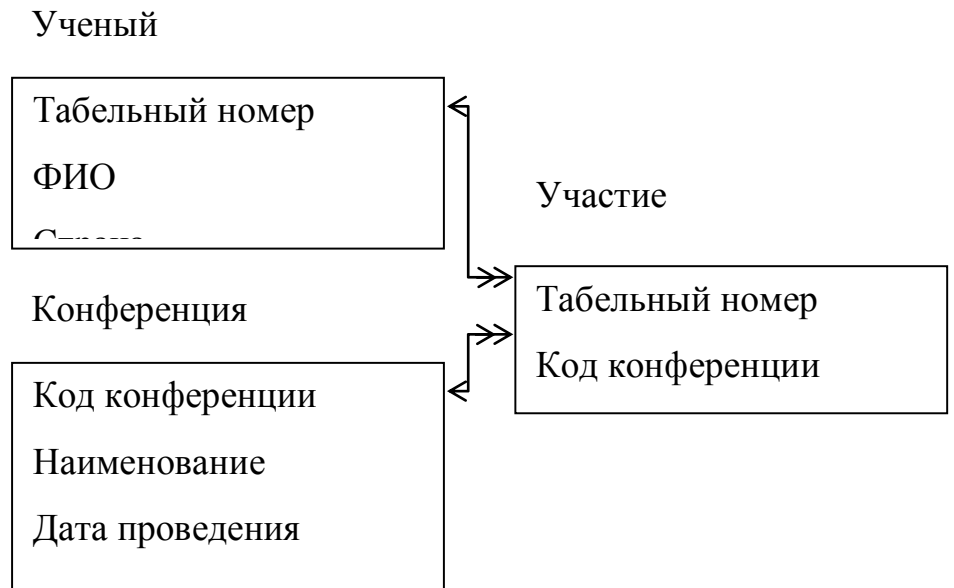 Ученый
Табельный номер
ФИО
Конференция
Код конференции
Наименование
Дата проведения
Участие
Табельный номер
Код конференции